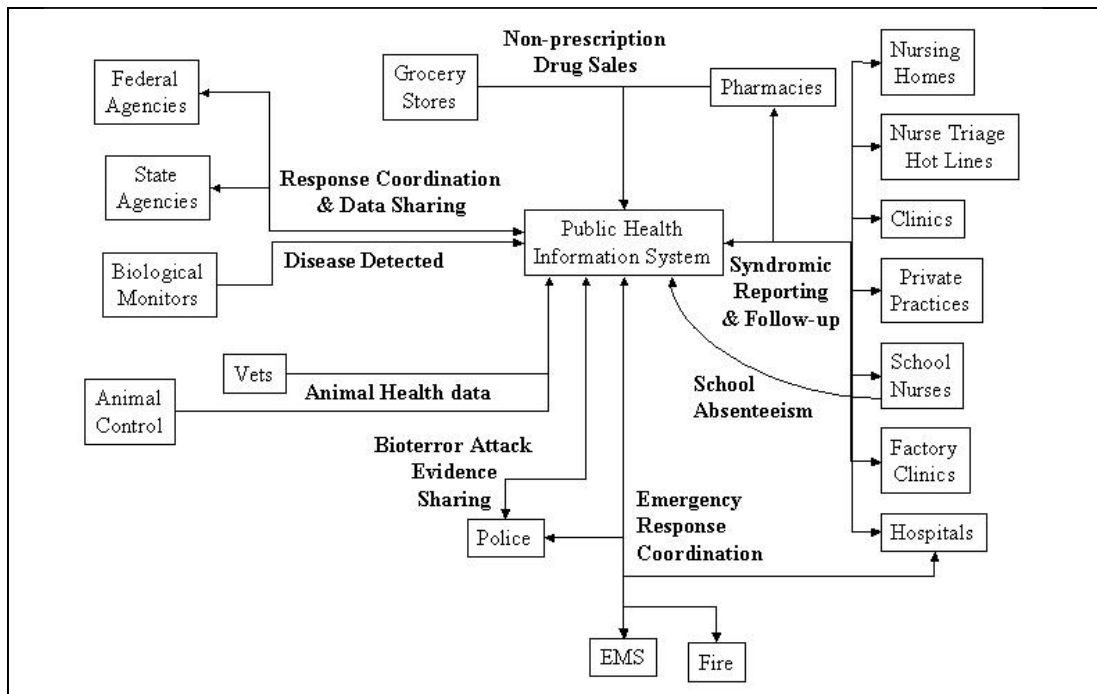 Non-prescription
Drug Sales
Federal
Agencies
Grocery
Stores
Pharmacies
Nursing
Homes
Nurse Triage
Hot Lines
State
Agencies
Response Coordination
& Data Sharing
Public Health
Information System
Clinics
Biological
Monitors
Disease Detected
Syndromic
Reporting
& Follow-up
Private
Practices
Vets
Animal Health data
Animal
Control
School
Absenteeism
School
Nurses
Bioterror Attack
Evidence
Sharing
Factory
Clinics
Police
Emergency
Response
Coordination
Hospitals
EMS
Fire